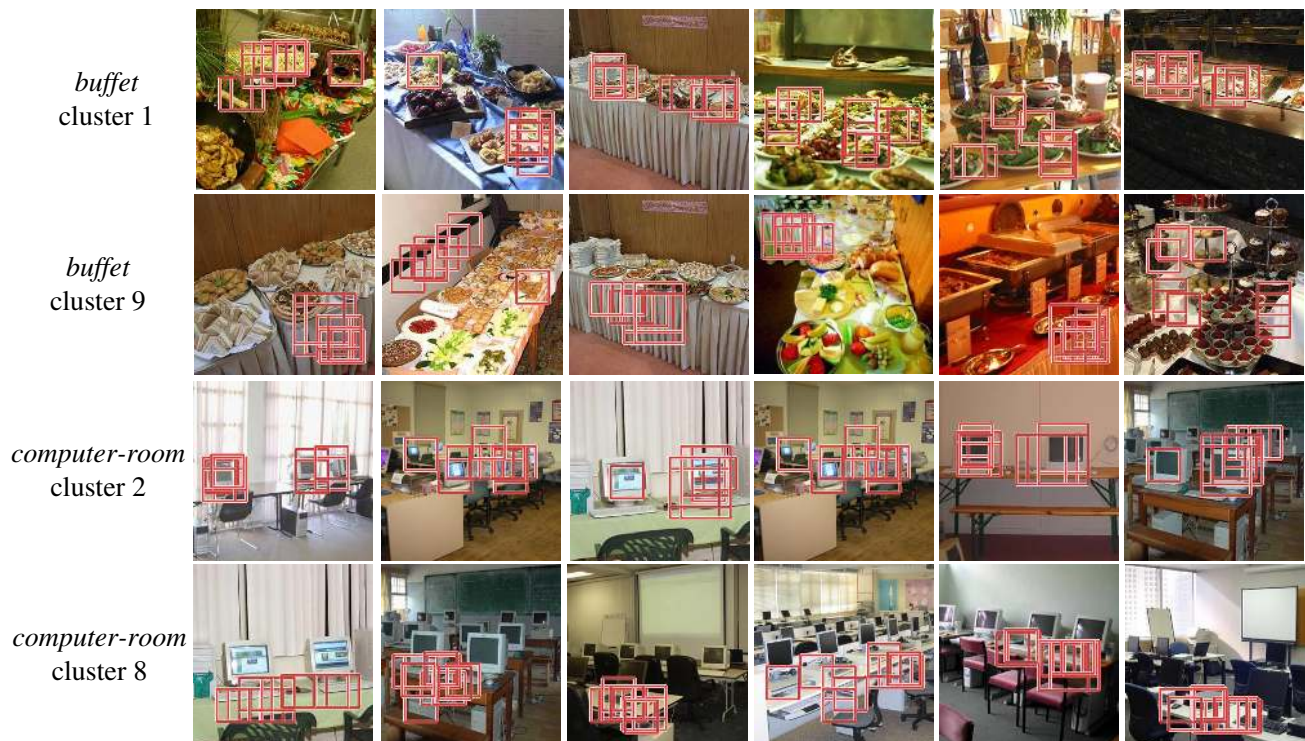 buffet
cluster 1
buffet
cluster 9
computer-room
cluster 2
computer-room
cluster 8